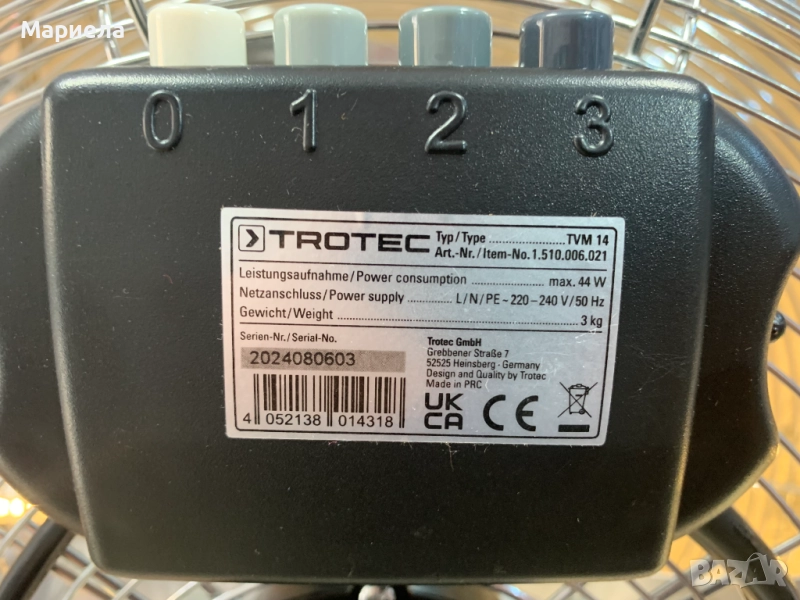 Мариела
0 1 2 3
TROTEC Typ/Type ........................ TVM 14
Art.-Nr./Item-No. 1.510.006.021
Leistungsaufnahme/Power consumption ............... max. 44 W
Netzanschluss/Power supply ........... L/N/PE ~ 220 – 240 V/50 Hz
Gewicht/Weight ................................................ 3 kg
Serien-Nr./Serial-No.
2024080603
4 052138 014318
Trotec GmbH
Grebbener Straße 7
52525 Heinsberg - Germany
Design and Quality by Trotec
Made in PRC
UK
CA CE
BAZAR